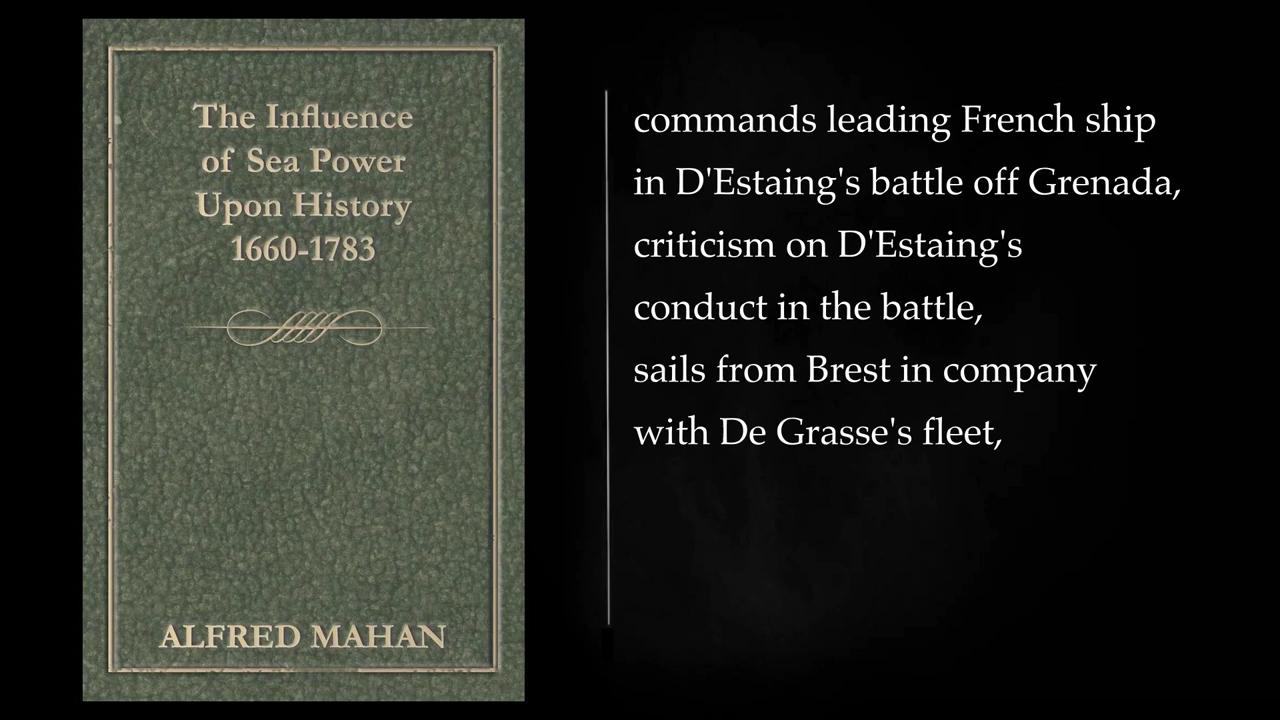 The Influence
of Sea Power
Upon History
1660-1783
ALFRED MAHAN
commands leading French ship
in D'Estaing's battle off Grenada,
criticism on D'Estaing's
conduct in the battle,
sails from Brest in company
with De Grasse's fleet,